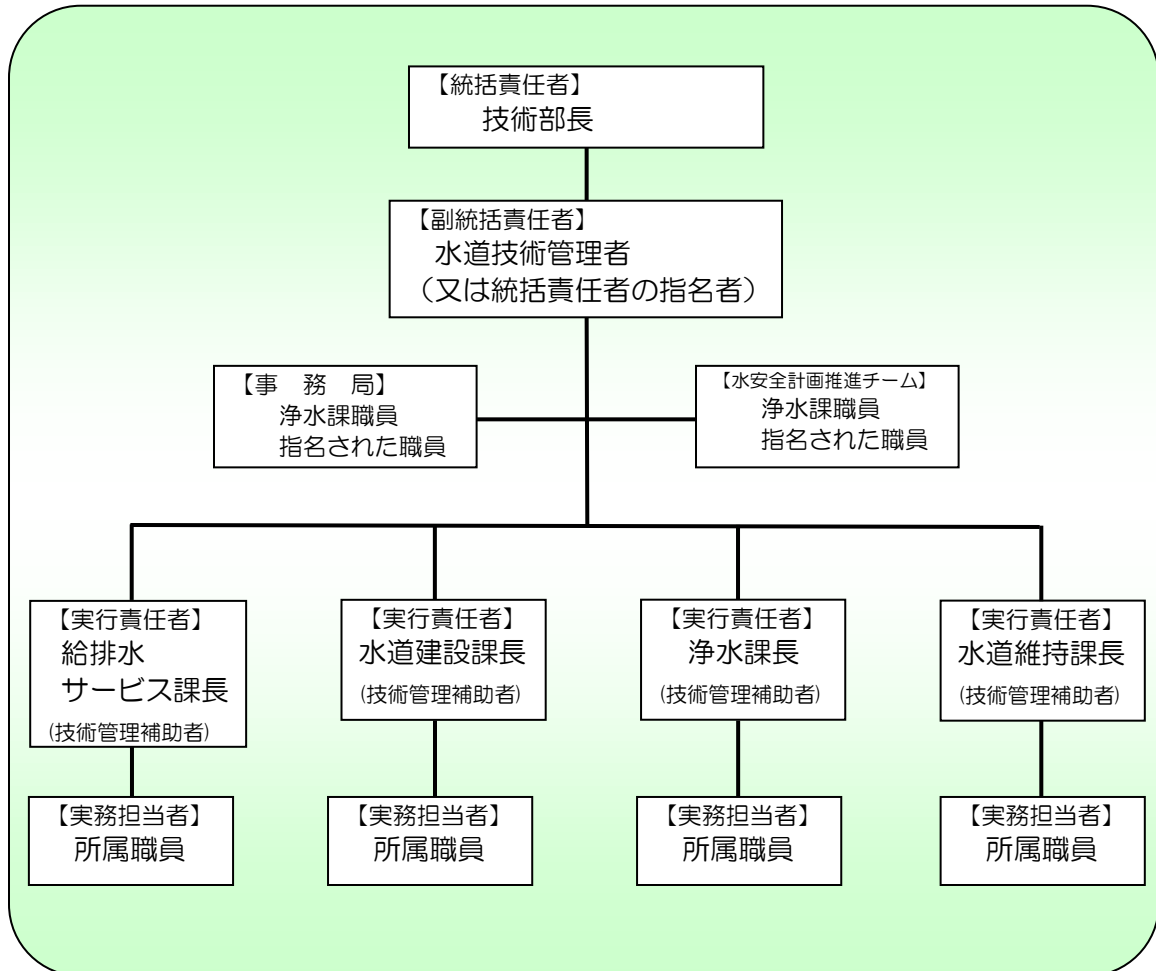 【統括責任者】
技術部長
【副統括責任者】
水道技術管理者
（又は統括責任者の指名者）
【事　務　局】
浄水課職員
指名された職員
【水安全計画推進チーム】
浄水課職員
指名された職員
【実行責任者】
給排水
サービス課長
(技術管理補助者)
【実行責任者】
水道建設課長
(技術管理補助者)
【実行責任者】
浄水課長
(技術管理補助者)
【実行責任者】
水道維持課長
(技術管理補助者)
【実務担当者】
所属職員
【実務担当者】
所属職員
【実務担当者】
所属職員
【実務担当者】
所属職員